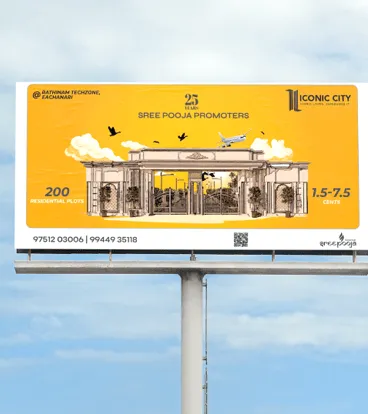 @ RATHINAM TECHZONE,
EACHANARI
25
YEARS
SREE POOJA PROMOTERS
ICONIC CITY
200
RESIDENTIAL PLOTS
1.5-7.5
CENTS
97512 03006 | 99449 35118
sreepooja